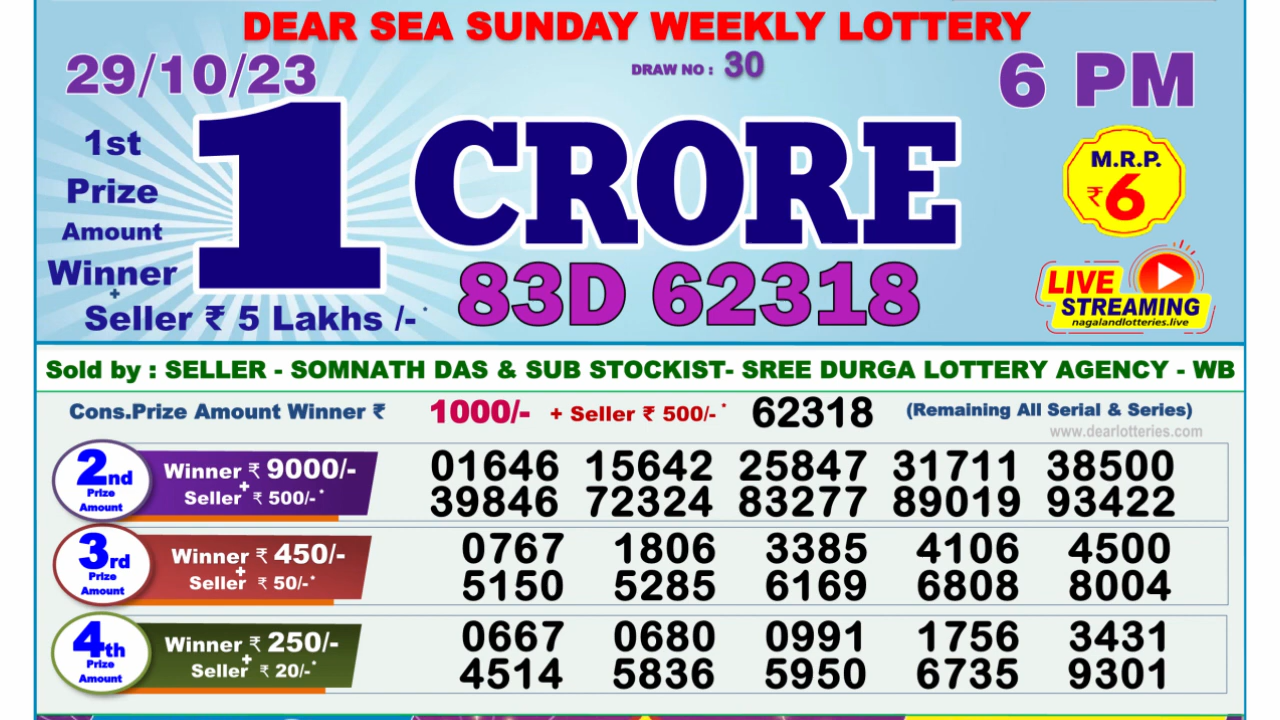 DEAR SEA SUNDAY WEEKLY LOTTERY
29/10/23
DRAW NO : 30
6 PM
1st
Prize
Amount
Winner
+
Seller ₹ 5 Lakhs /-*
1 CRORE
83D 62318
M.R.P.
₹6
LIVE
STREAMING
nagalandlotteries.live
Sold by : SELLER - SOMNATH DAS & SUB STOCKIST- SREE DURGA LOTTERY AGENCY - WB
Cons.Prize Amount Winner ₹ 1000/- + Seller ₹ 500/-* 62318 (Remaining All Serial & Series)
www.dearlotteries.com
2nd
Prize
Amount
Winner ₹ 9000/-
+
Seller ₹ 500/-*
01646 15642 25847 31711 38500
39846 72324 83277 89019 93422
3rd
Prize
Amount
Winner ₹ 450/-
+
Seller ₹ 50/-*
0767 1806 3385 4106 4500
5150 5285 6169 6808 8004
4th
Prize
Amount
Winner ₹ 250/-
+
Seller ₹ 20/-*
0667 0680 0991 1756 3431
4514 5836 5950 6735 9301